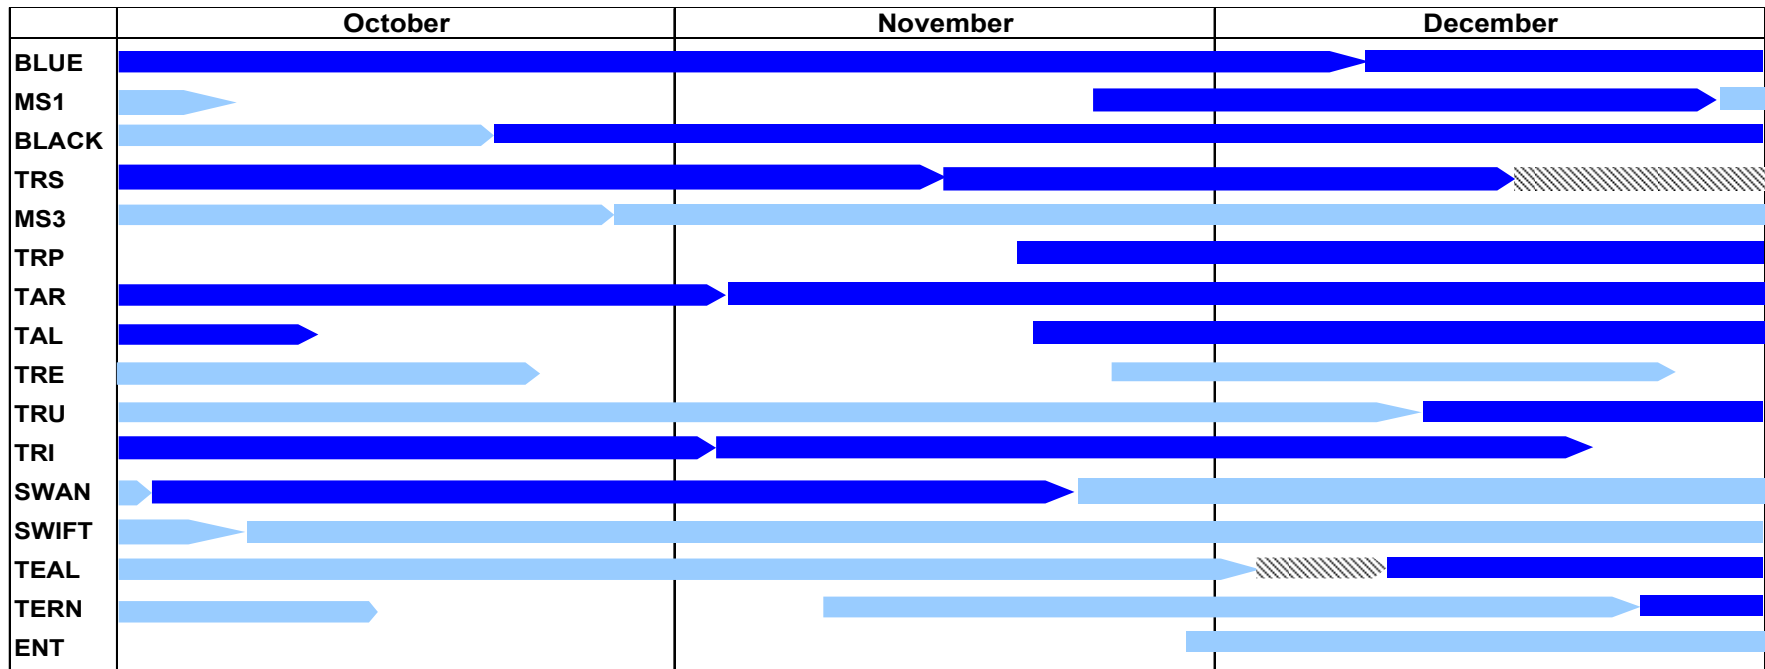 October November December
BLUE
MS1
BLACK
TRS
MS3
TRP
TAR
TAL
TRE
TRU
TRI
SWAN
SWIFT
TEAL
TERN
ENT